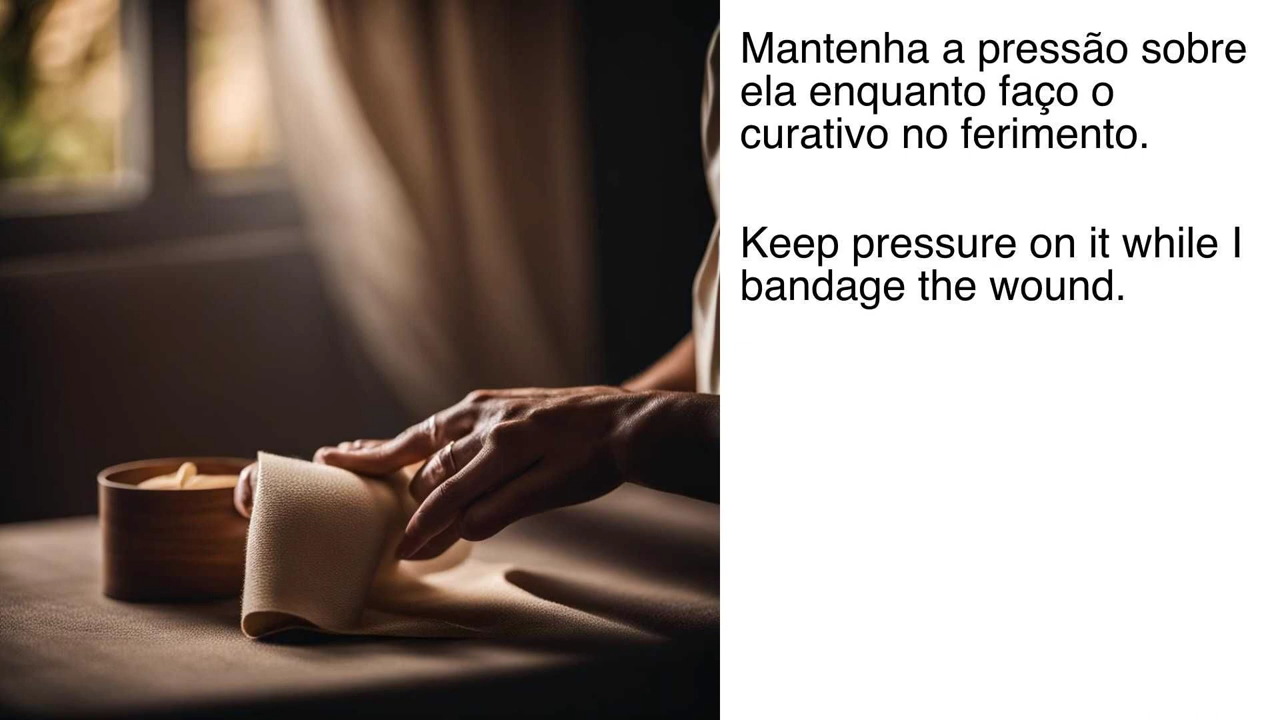 Mantenha a pressão sobre
ela enquanto faço o
curativo no ferimento.
Keep pressure on it while I
bandage the wound.